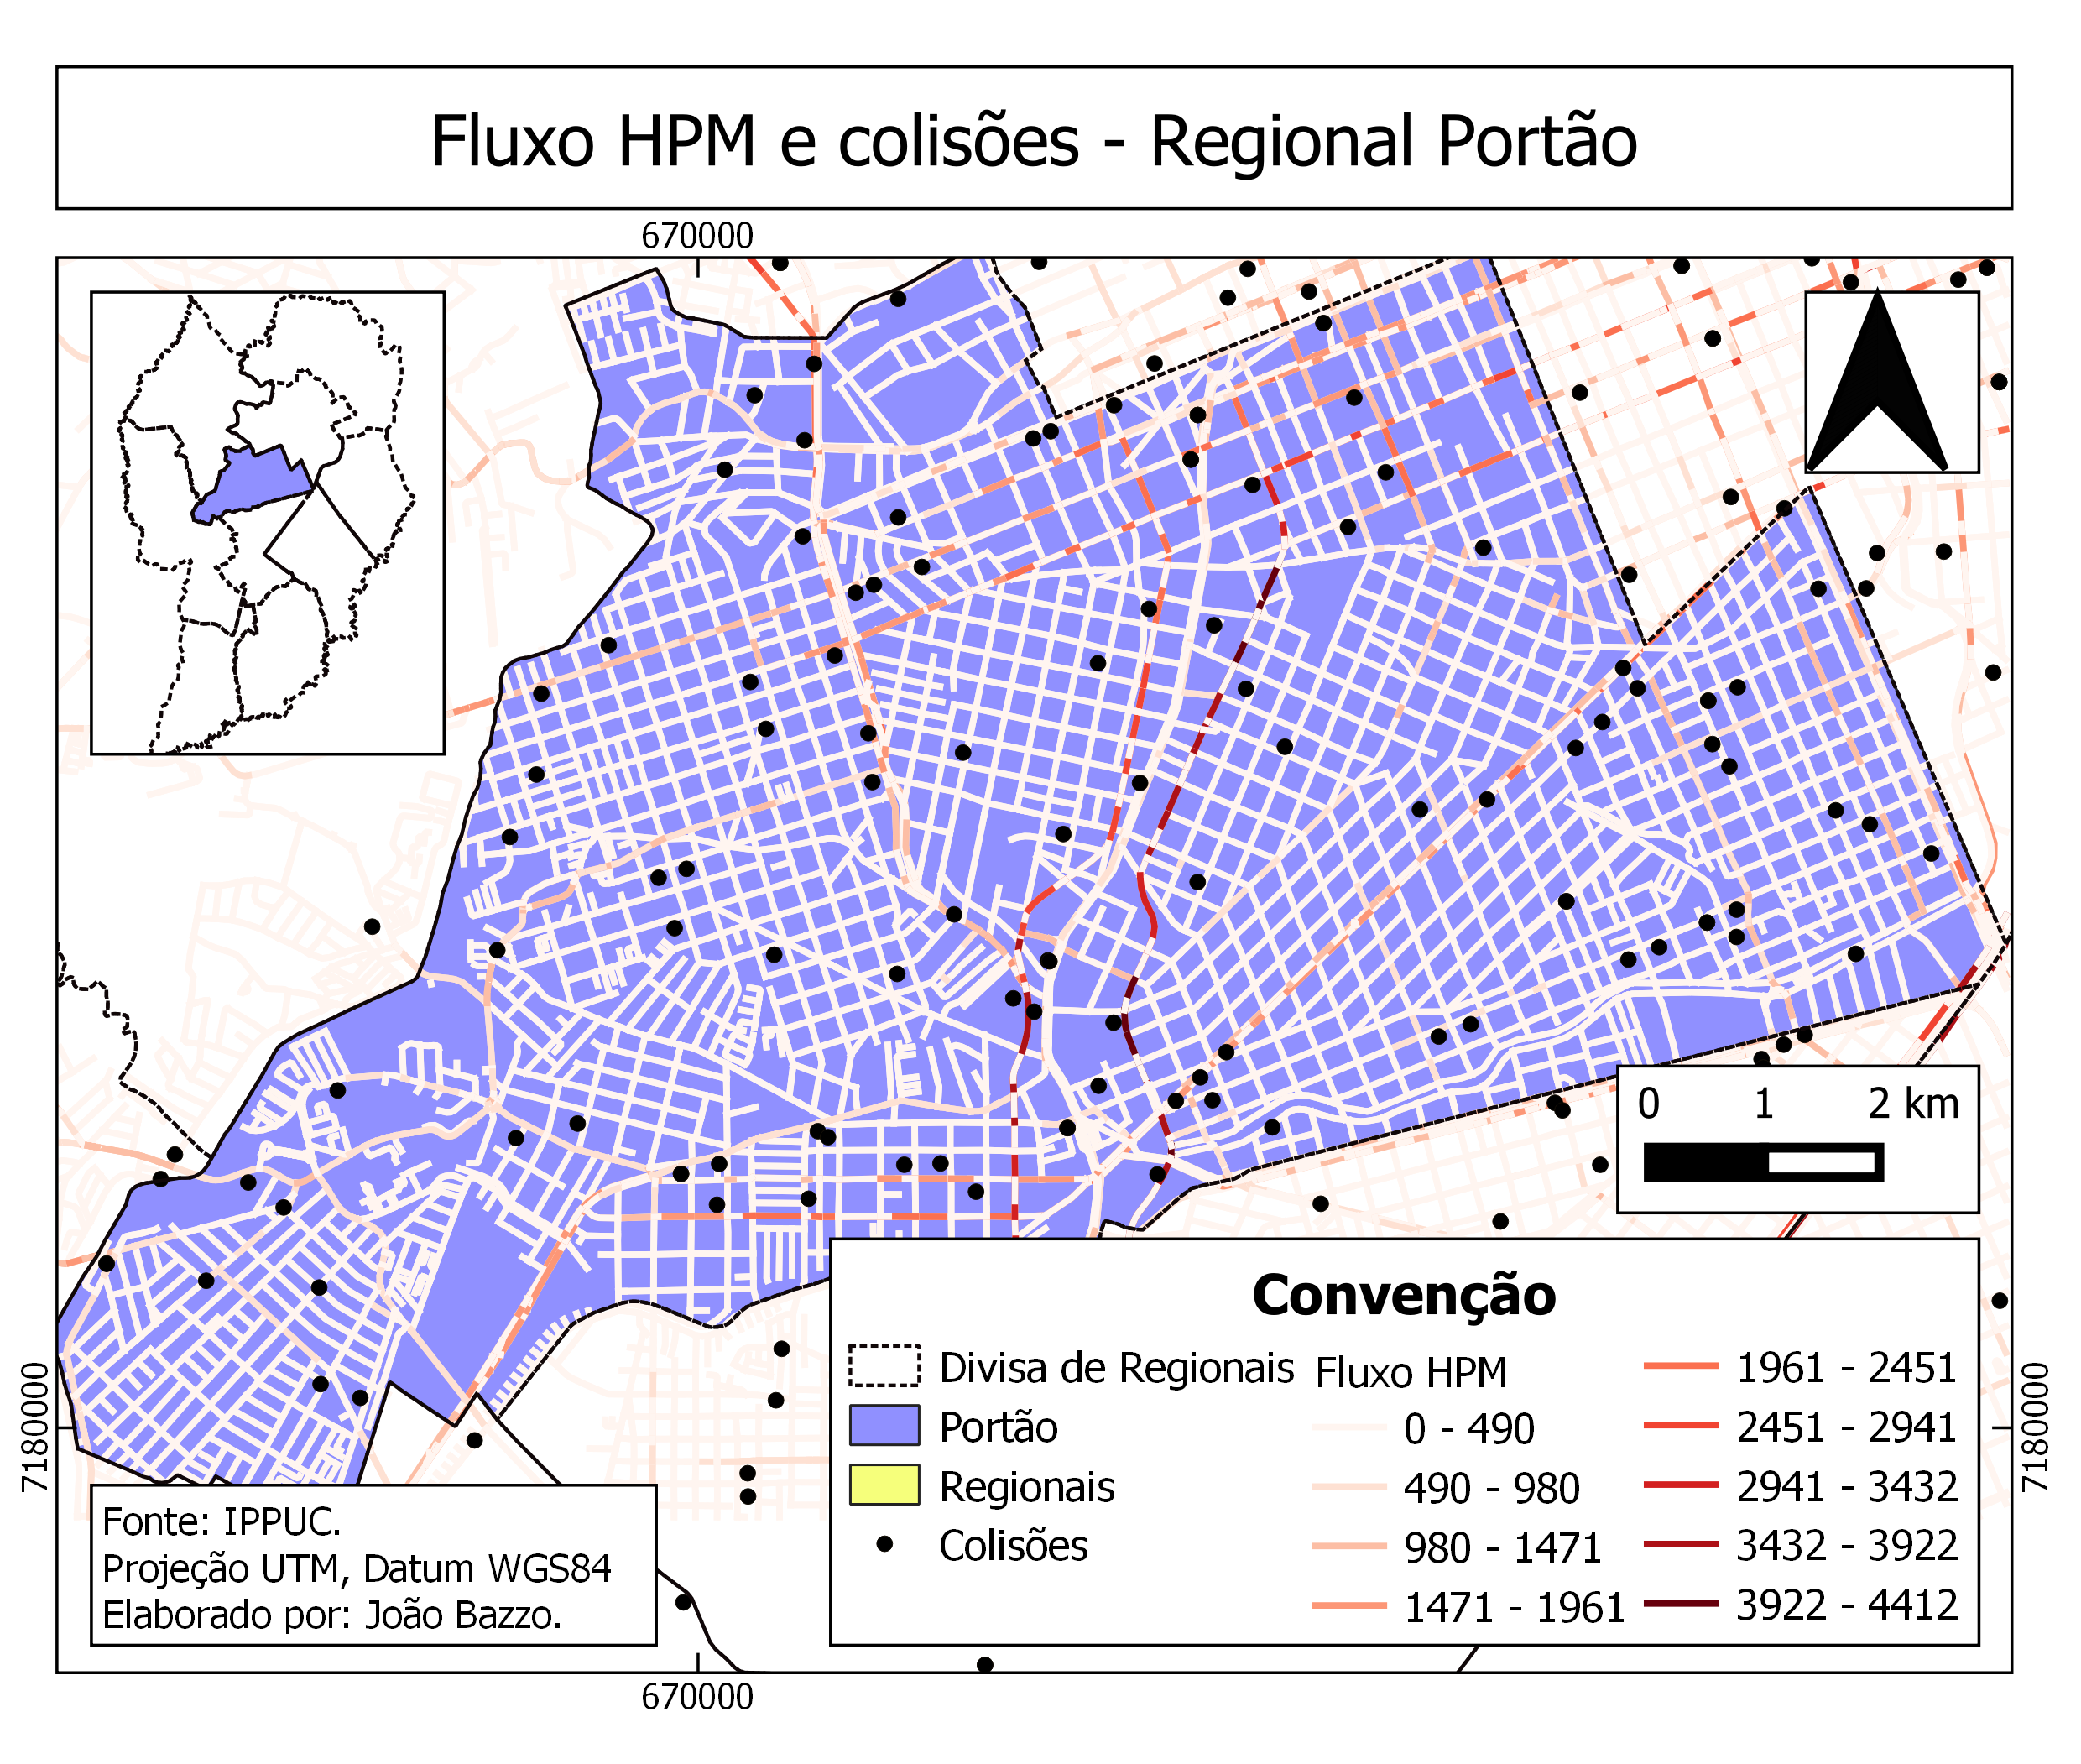 Fluxo HPM e colisões - Regional Portão
670000
0 1 2 km
7180000
7180000
Convenção
Divisa de Regionais
Portão
Regionais
Colisões
Fluxo HPM
0 - 490
490 - 980
980 - 1471
1471 - 1961
1961 - 2451
2451 - 2941
2941 - 3432
3432 - 3922
3922 - 4412
Fonte: IPPUC.
Projeção UTM, Datum WGS84
Elaborado por: João Bazzo.
670000